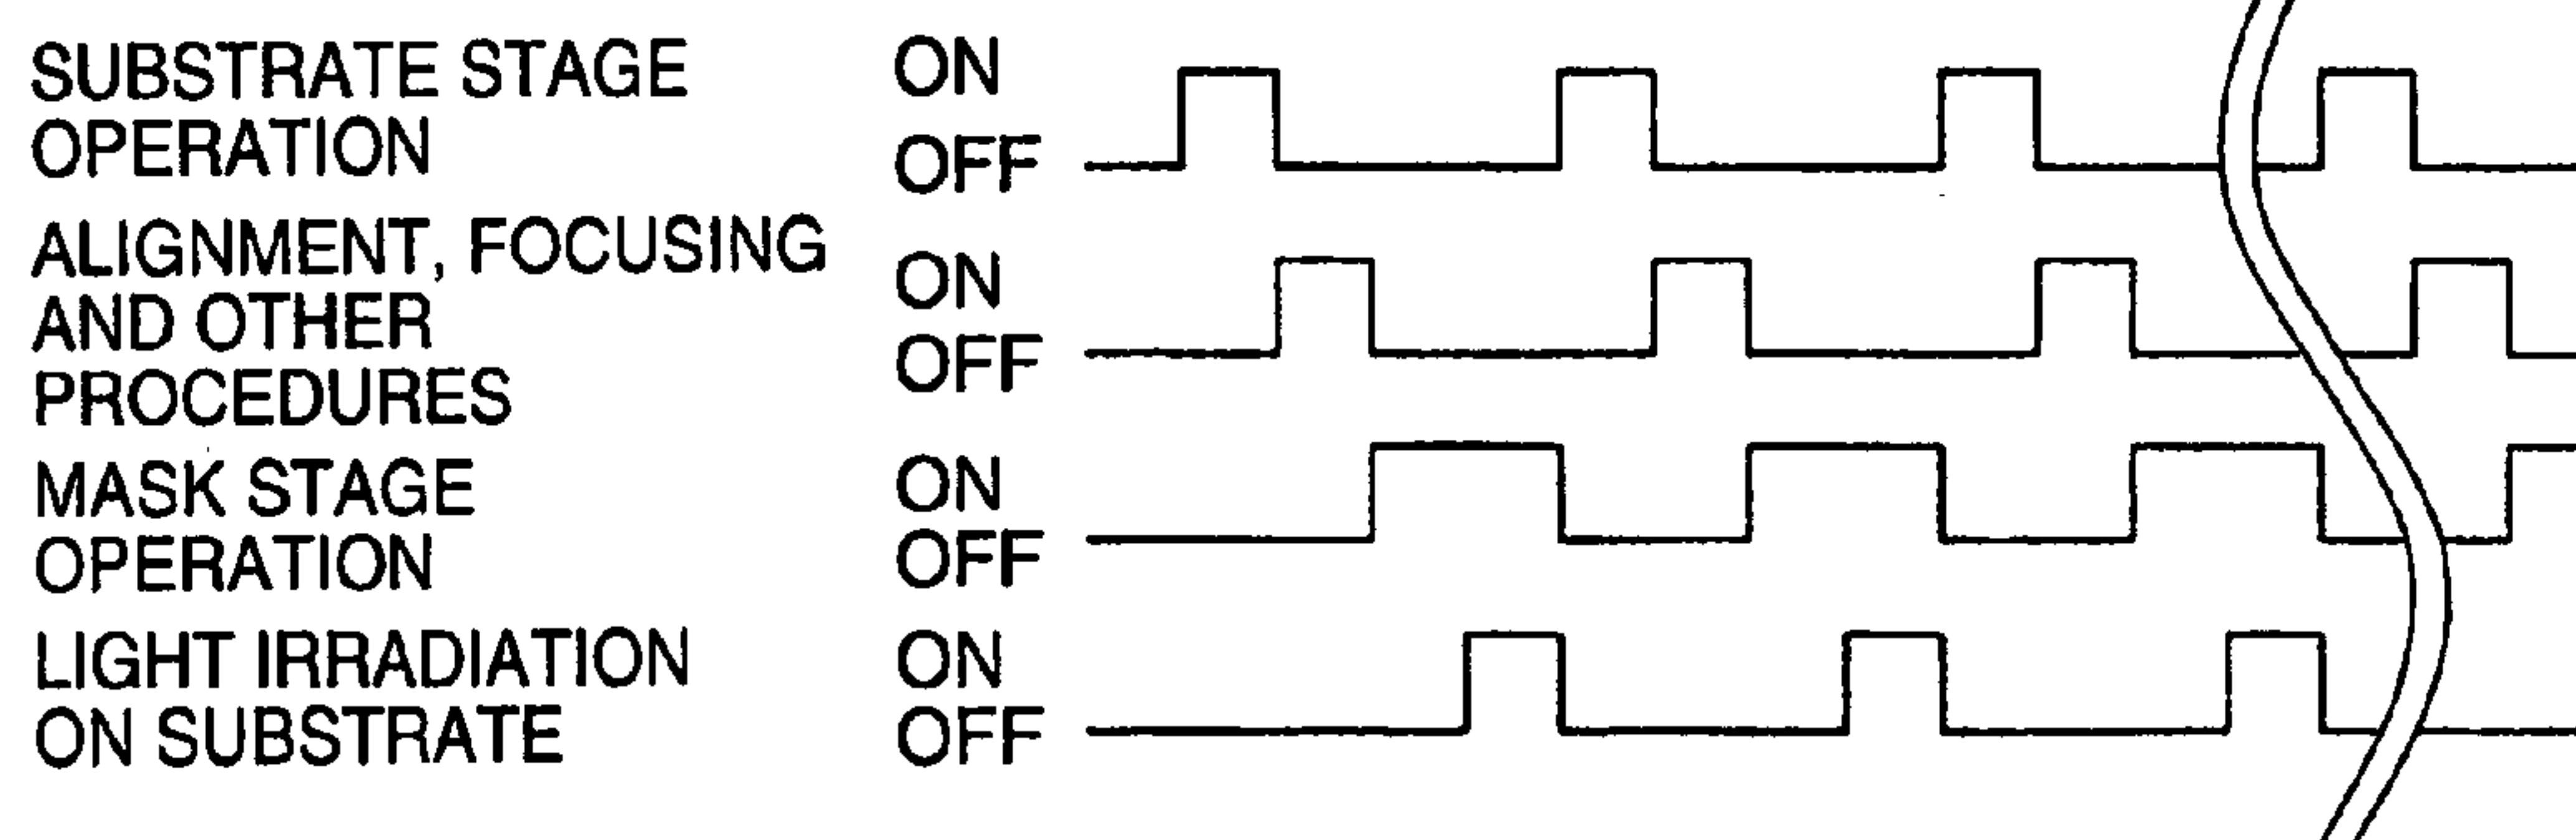 SUBSTRATE STAGE
OPERATION
ON
OFF
ALIGNMENT, FOCUSING
AND OTHER
PROCEDURES
ON
OFF
MASK STAGE
OPERATION
ON
OFF
LIGHT IRRADIATION
ON SUBSTRATE
ON
OFF